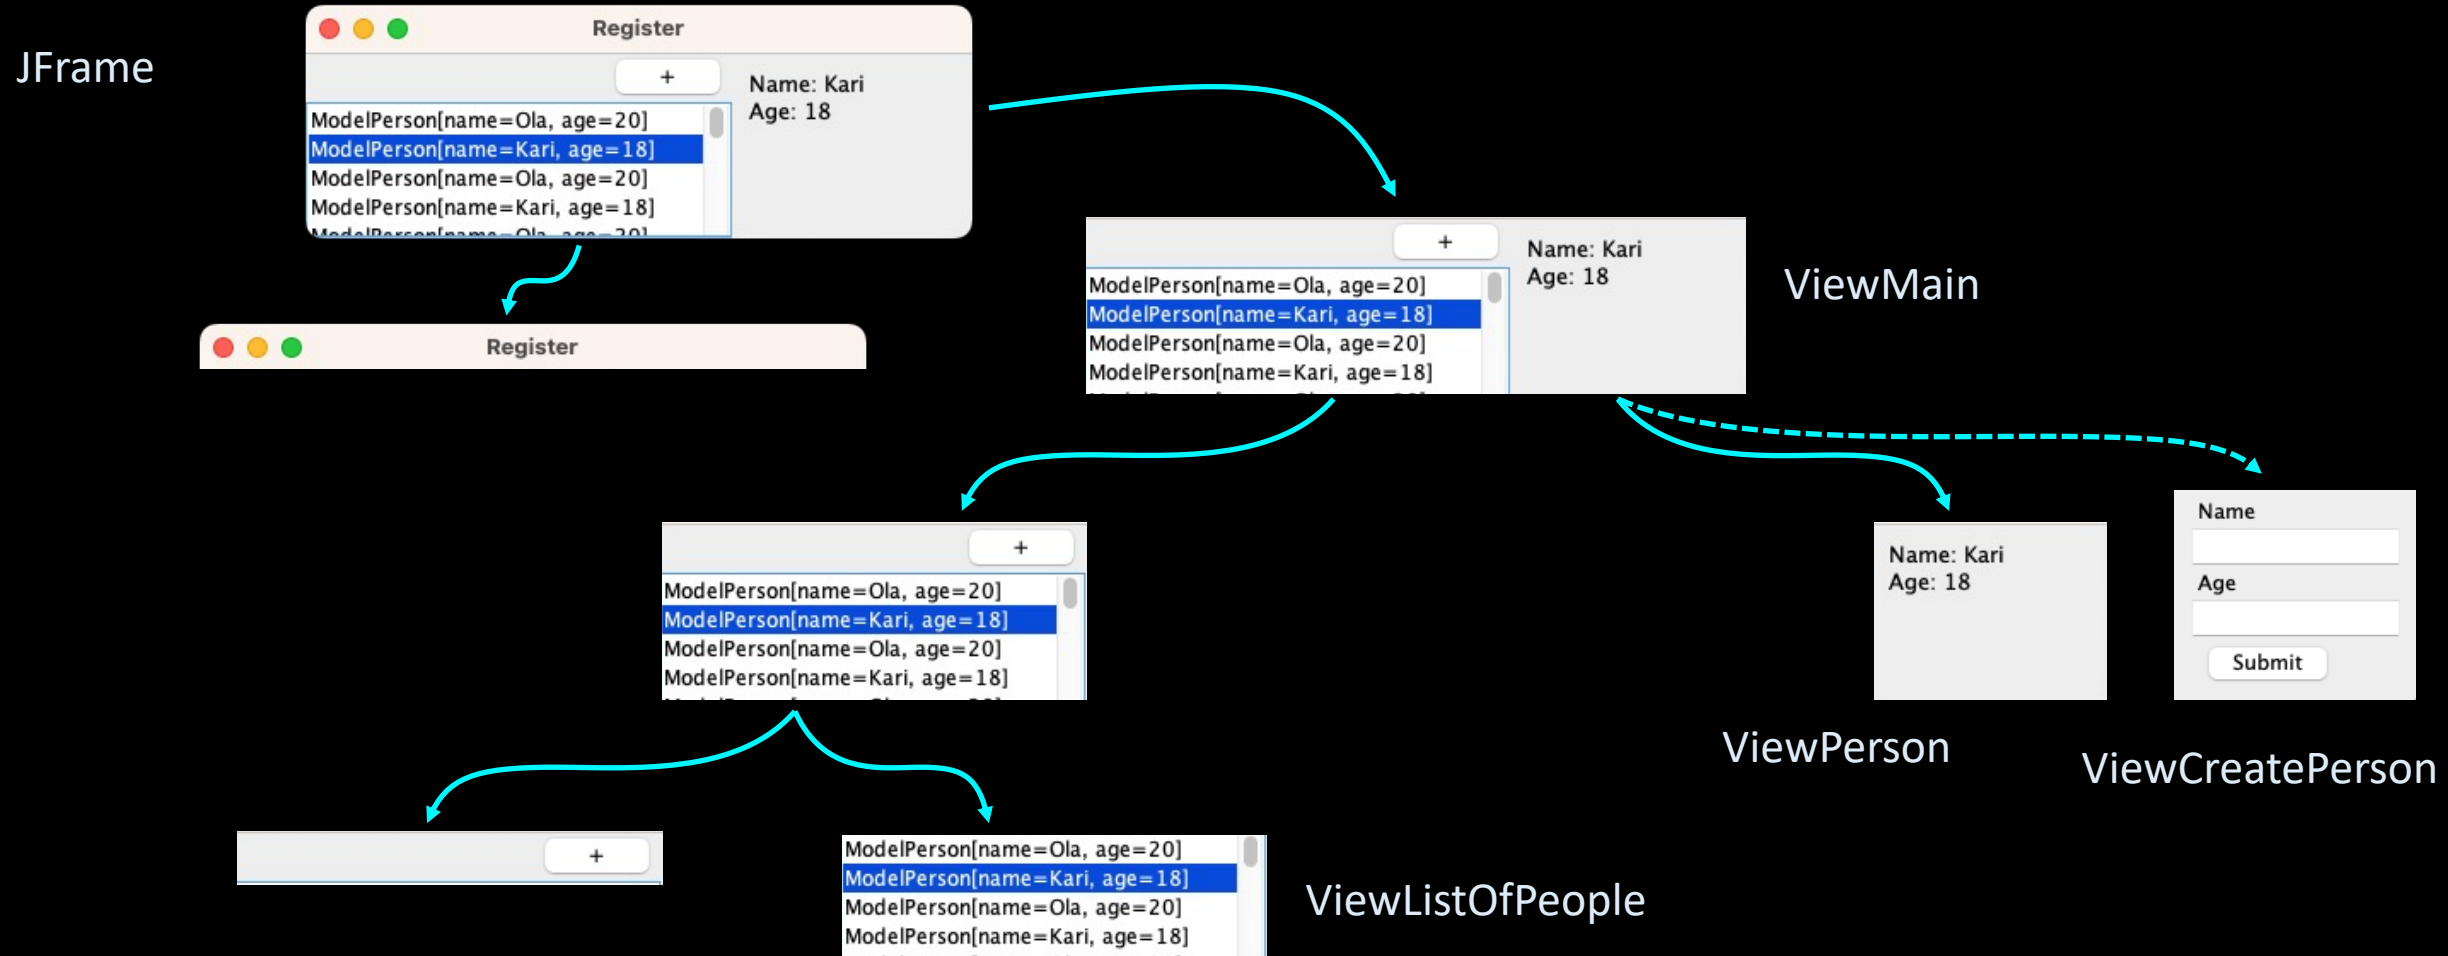 JFrame
Register
+
Name: Kari
Age: 18
ModelPerson[name=Ola, age=20]
ModelPerson[name=Kari, age=18]
ModelPerson[name=Ola, age=20]
ModelPerson[name=Kari, age=18]
ModelPerson[name=Ola, age=20]
Register
+
Name: Kari
Age: 18
ModelPerson[name=Ola, age=20]
ModelPerson[name=Kari, age=18]
ModelPerson[name=Ola, age=20]
ModelPerson[name=Kari, age=18]
ViewMain
+
ModelPerson[name=Ola, age=20]
ModelPerson[name=Kari, age=18]
ModelPerson[name=Ola, age=20]
ModelPerson[name=Kari, age=18]
Name: Kari
Age: 18
ViewPerson
Name
Age
Submit
ViewCreatePerson
+
ModelPerson[name=Ola, age=20]
ModelPerson[name=Kari, age=18]
ModelPerson[name=Ola, age=20]
ModelPerson[name=Kari, age=18]
ViewListOfPeople